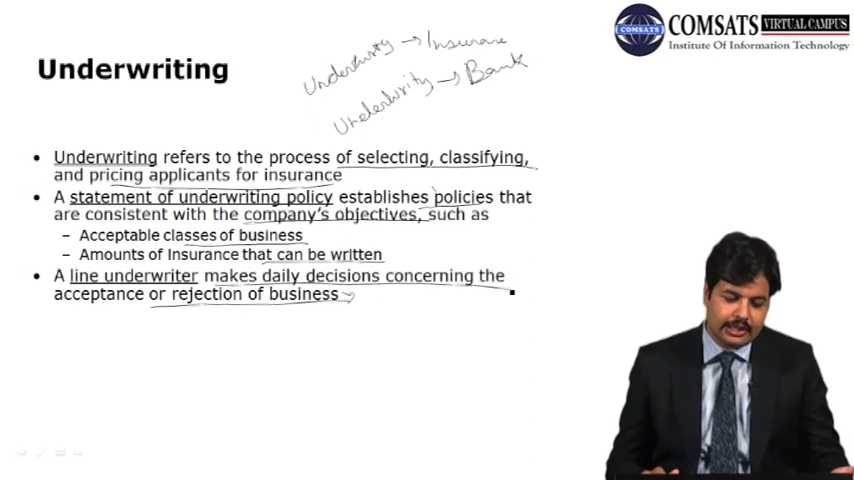 COMSATS VIRTUAL CAMPUS
COMSATS
Institute Of Information Technology
Underwriting → Insurance
Underwriting → Bank
Underwriting
• Underwriting refers to the process of selecting, classifying,
and pricing applicants for insurance
• A statement of underwriting policy establishes policies that
are consistent with the company's objectives, such as
– Acceptable classes of business
– Amounts of Insurance that can be written
• A line underwriter makes daily decisions concerning the
acceptance or rejection of business